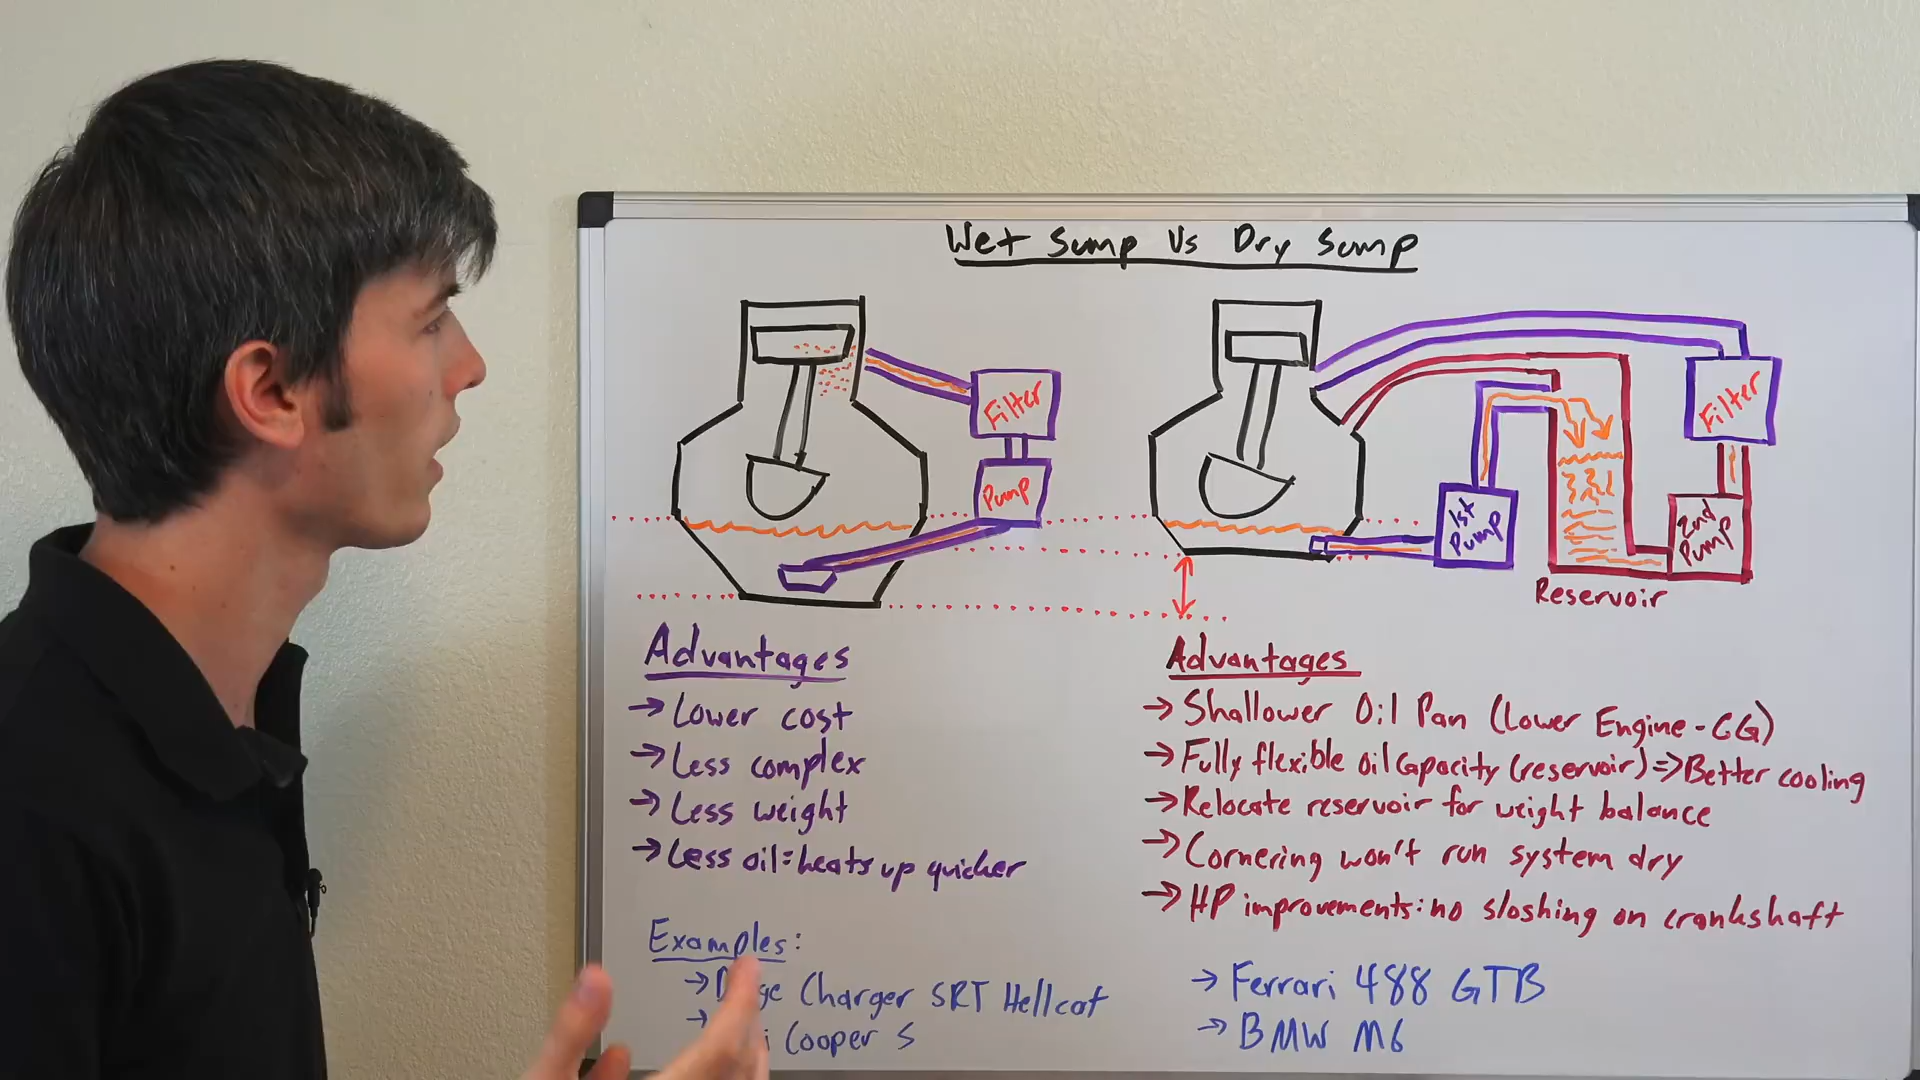 Wet Sump Vs Dry Sump
Filter
Pump
1st Pump
Filter
2nd Pump
Reservoir
Advantages
→ Lower cost
→ Less complex
→ Less weight
→ Less oil = heats up quicker
Examples:
→ Charger SRT Hellcat
→ Cooper S
Advantages
→ Shallower Oil Pan (Lower Engine - CG)
→ Fully flexible oil capacity (reservoir) => Better cooling
→ Relocate reservoir for weight balance
→ Cornering won't run system dry
→ HP improvements: no sloshing on crankshaft
→ Ferrari 488 GTB
→ BMW M6